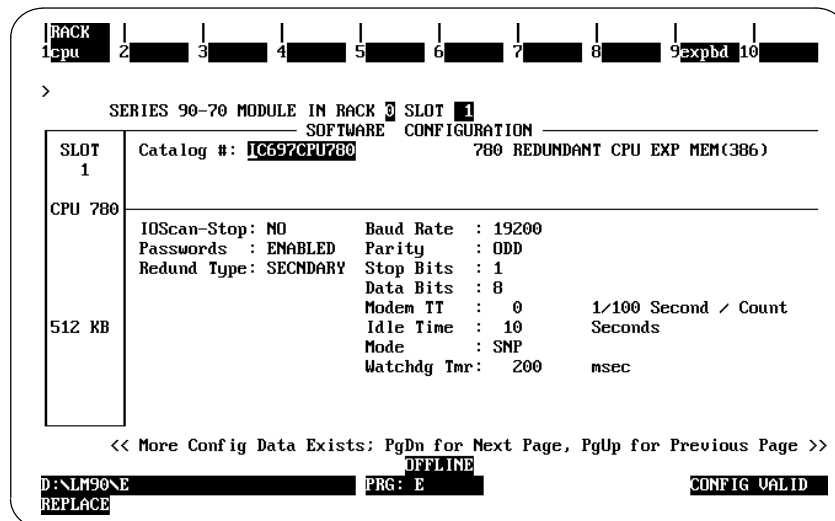 RACK
1cpu 2 3 4 5 6 7 8 9expbd 10
>
SERIES 90-70 MODULE IN RACK 0 SLOT 1
SOFTWARE CONFIGURATION
SLOT Catalog #: IC697CPU780 780 REDUNDANT CPU EXP MEM(386)
1
CPU 780
IOScan-Stop: NO Baud Rate : 19200
Passwords : ENABLED Parity : ODD
Redund Type: SECNDARY Stop Bits : 1
Data Bits : 8
Modem TT : 0 1/100 Second / Count
512 KB Idle Time : 10 Seconds
Mode : SNP
Watchdg Tmr: 200 msec
<< More Config Data Exists; PgDn for Next Page, PgUp for Previous Page >>
OFFLINE
D:\LM90\E PRG: E CONFIG VALID
REPLACE